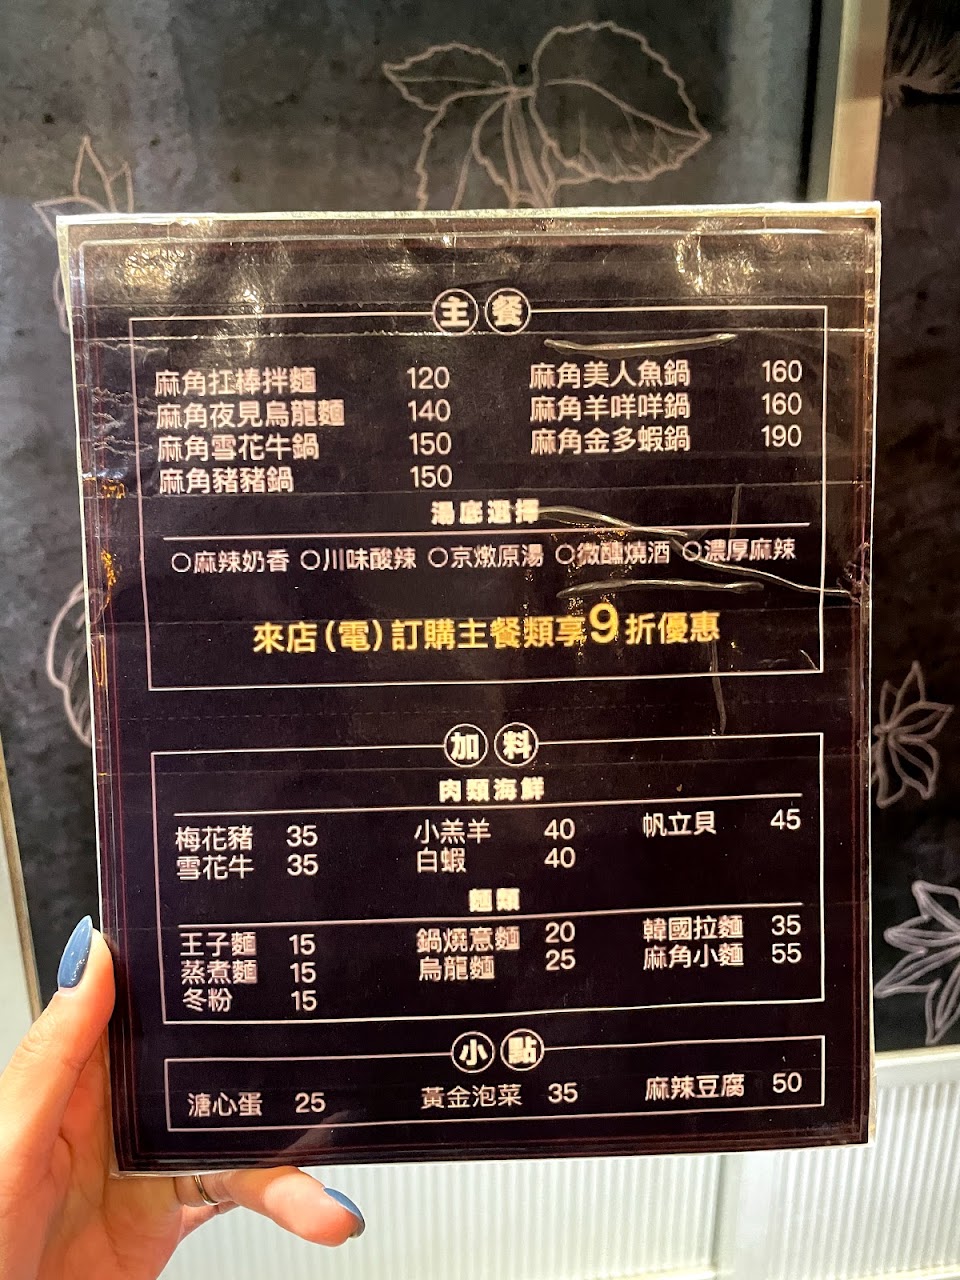 主餐
麻角扛棒拌麵 120
麻角夜見烏龍麵 140
麻角雪花牛鍋 150
麻角豬豬鍋 150
麻角美人魚鍋 160
麻角羊咩咩鍋 160
麻角金多蝦鍋 190
湯底選擇
○麻辣奶香 ○川味酸辣 ○京燉原湯 ○微醺燒酒 ○濃厚麻辣
來店(電)訂購主餐類享9折優惠
加料
肉類海鮮
梅花豬 35 小羔羊 40 帆立貝 45
雪花牛 35 白蝦 40
麵類
王子麵 15 鍋燒意麵 20 韓國拉麵 35
蒸煮麵 15 烏龍麵 25 麻角小麵 55
冬粉 15
小點
溏心蛋 25 黃金泡菜 35 麻辣豆腐 50